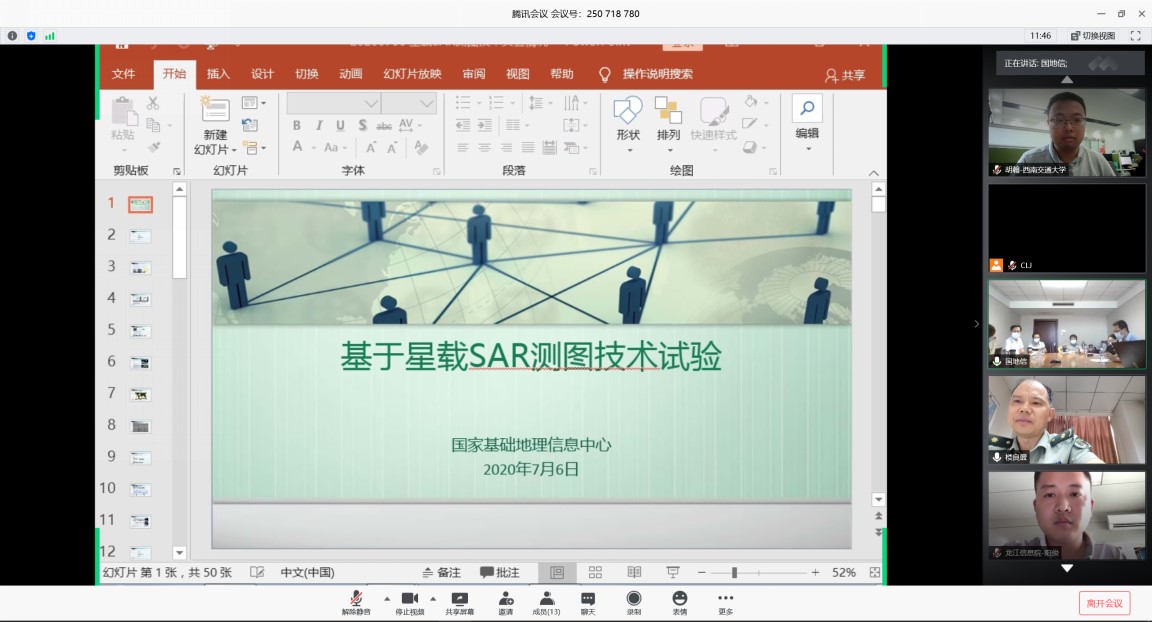 腾讯会议 会议号：250 718 780
11:46 切换视图
登录
文件 开始 插入 设计 切换 动画 幻灯片放映 审阅 视图 帮助 操作说明搜索 共享
粘贴 新建
幻灯片
B I U S abc AV
A Aa A A
形状 排列 快速样式 编辑
剪贴板 幻灯片 字体 段落 绘图
1
2
3
4
5
6
7
8
9
10
11
12
基于星载SAR测图技术试验
国家基础地理信息中心
2020年7月6日
幻灯片 第 1 张，共 50 张 中文(中国) 备注 批注 52%
正在讲话: 国地信;
胡翰-西南交通大学
CLJ
国地信
楼良盛
龙江信息院-
解除静音 停止视频 共享屏幕 邀请 成员(13) 聊天 录制 表情 更多
离开会议